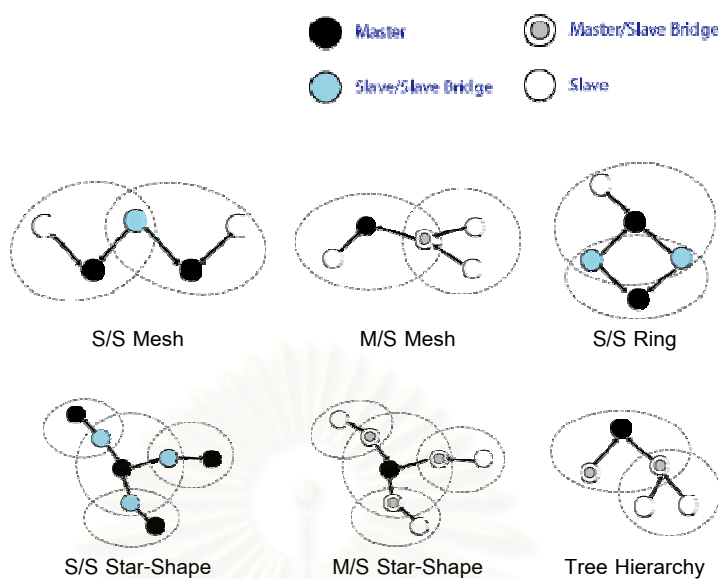 Master
Master/Slave Bridge
Slave/Slave Bridge
Slave
S/S Mesh
M/S Mesh
S/S Ring
S/S Star-Shape
M/S Star-Shape
Tree Hierarchy